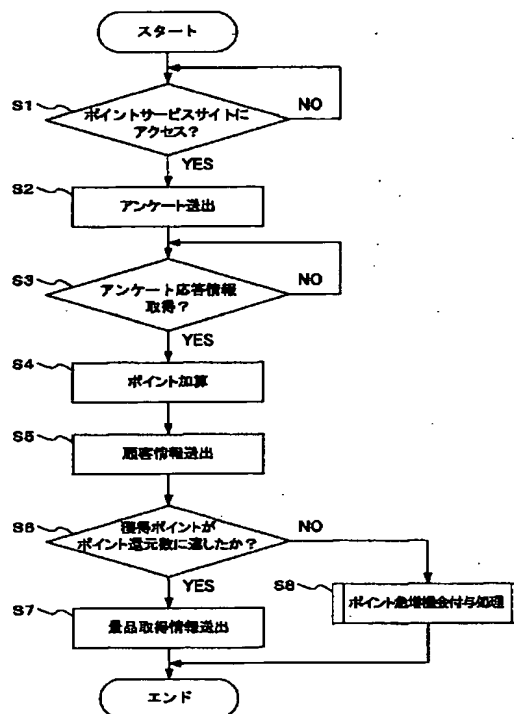 スタート
S1
ポイントサービスサイトに
アクセス?
NO
YES
S2
アンケート送出
S3
アンケート応答情報
取得?
NO
YES
S4
ポイント加算
S5
顧客情報送出
S6
獲得ポイントが
ポイント還元数に達したか?
NO
YES
S7
景品取得情報送出
S8
ポイント急増機会付与処理
エンド